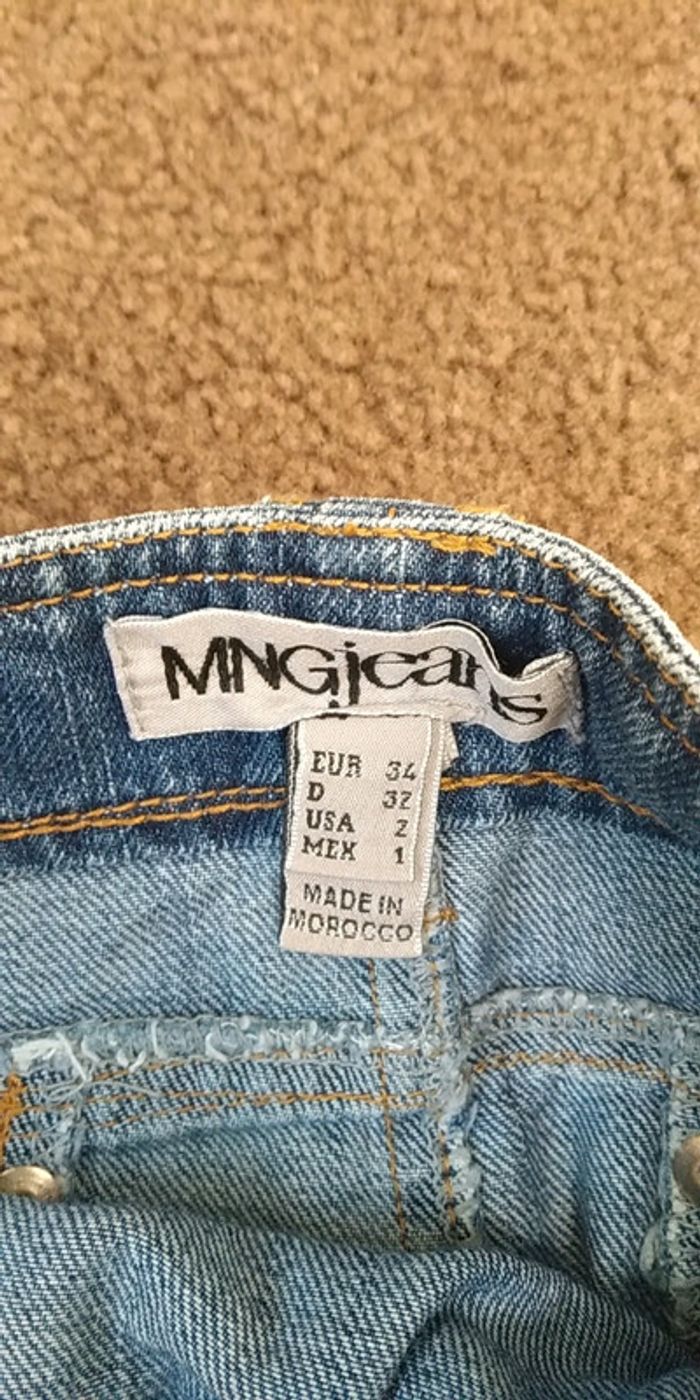 MNGjeans
EUR 34
D 32
USA 2
MEX 1
MADE IN
MOROCCO